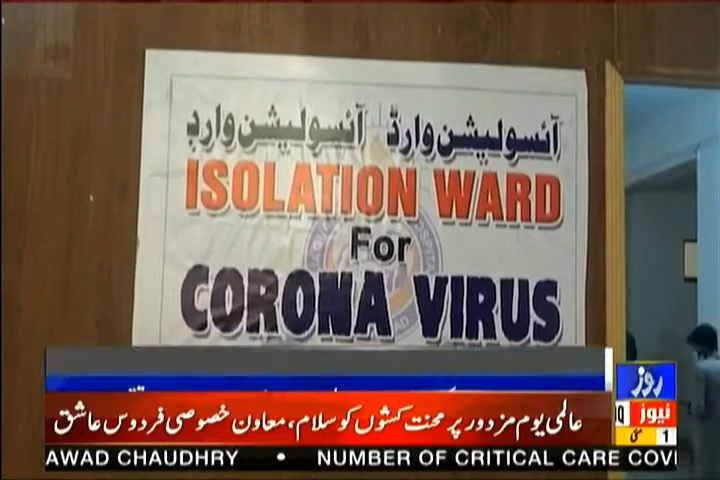 آئسولیشن وارڈ آئسولیشن وارڈ
ISOLATION WARD
For
CORONA VIRUS
عالمی یوم مزدور پر محنت کشوں کو سلام، معاون خصوصی فردوس عاشق
روز
نیوز
1 مئی
AWAD CHAUDHRY • NUMBER OF CRITICAL CARE COVI